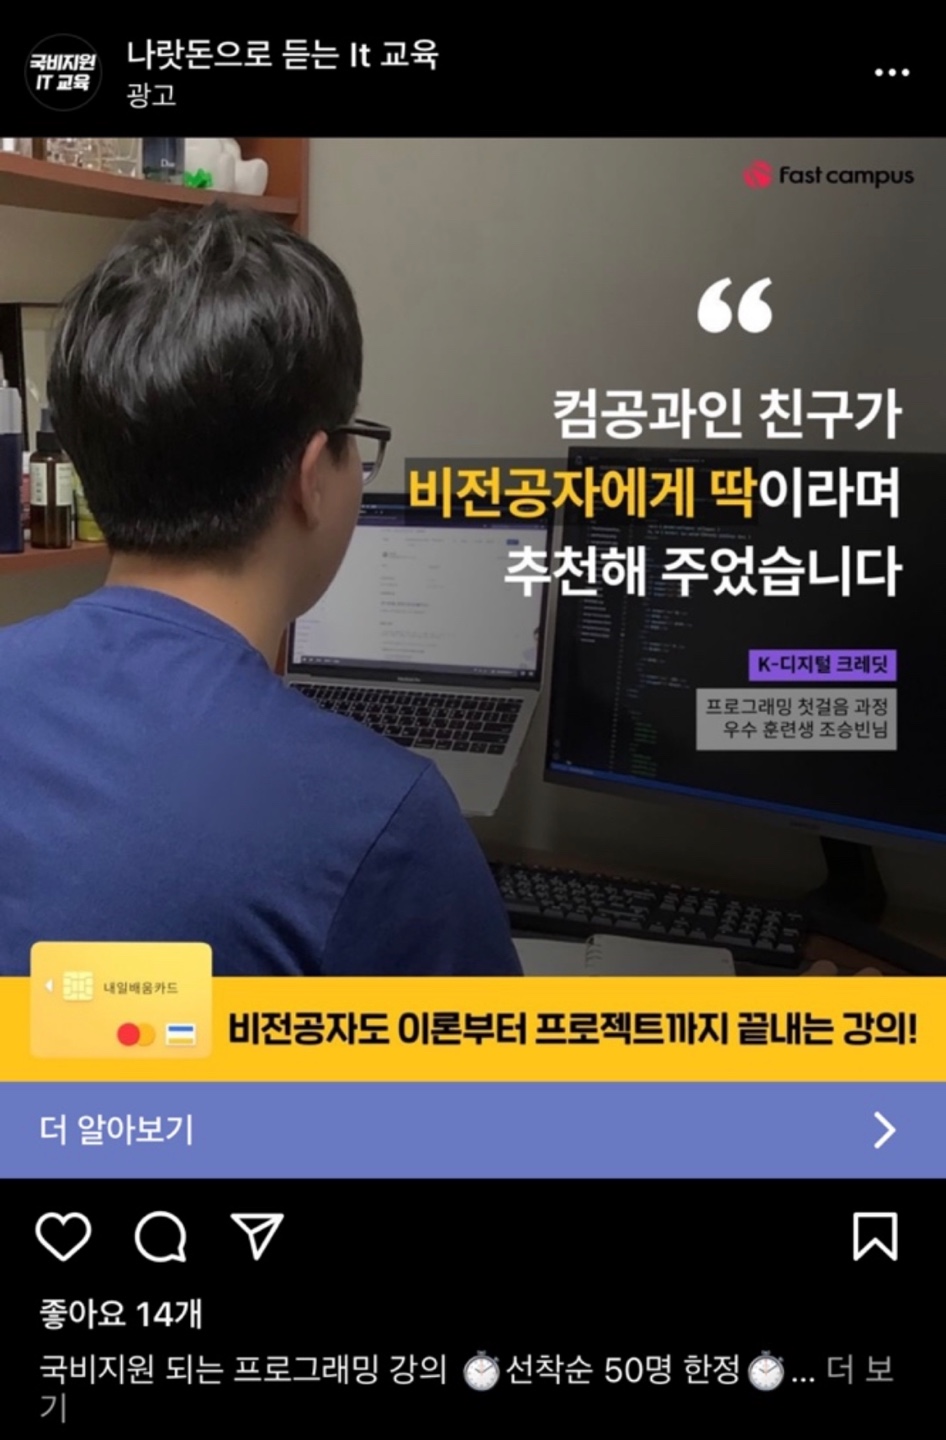 국비지원
IT 교육
나랏돈으로 듣는 It 교육
광고
Dior
Fast campus
“
컴공과인 친구가
비전공자에게 딱이라며
추천해 주었습니다
K-디지털 크레딧
프로그래밍 첫걸음 과정
우수 훈련생 조승빈님
내일배움카드
비전공자도 이론부터 프로젝트까지 끝내는 강의!
더 알아보기
좋아요 14개
국비지원 되는 프로그래밍 강의 ⏱️선착순 50명 한정⏱️... 더 보
기